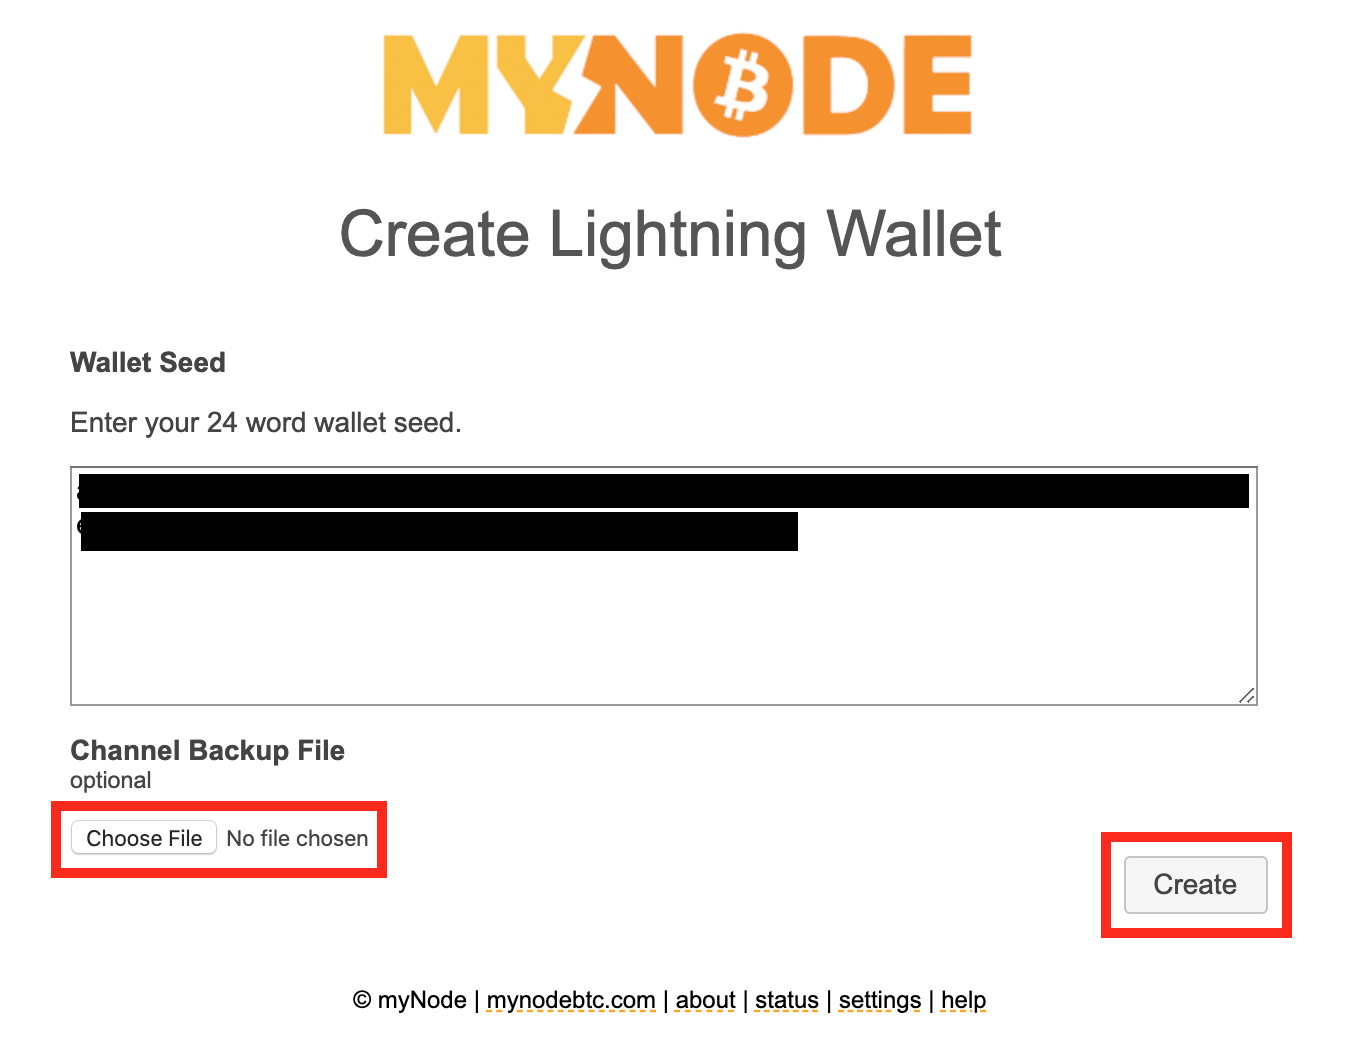 MYNODE
Create Lightning Wallet
Wallet Seed
Enter your 24 word wallet seed.
Channel Backup File
optional
Choose File No file chosen
Create
© myNode | mynodebtc.com | about | status | settings | help